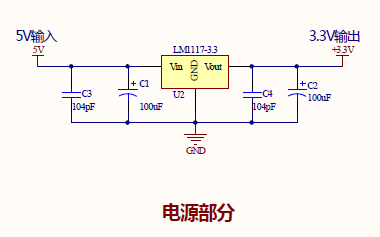 5V输入
3.3V输出
5V
LM1117-3.3
+3.3V
Vin
GND
Vout
C1
C2
C3
U2
C4
104pF
100uF
104pF
100uF
GND
电源部分